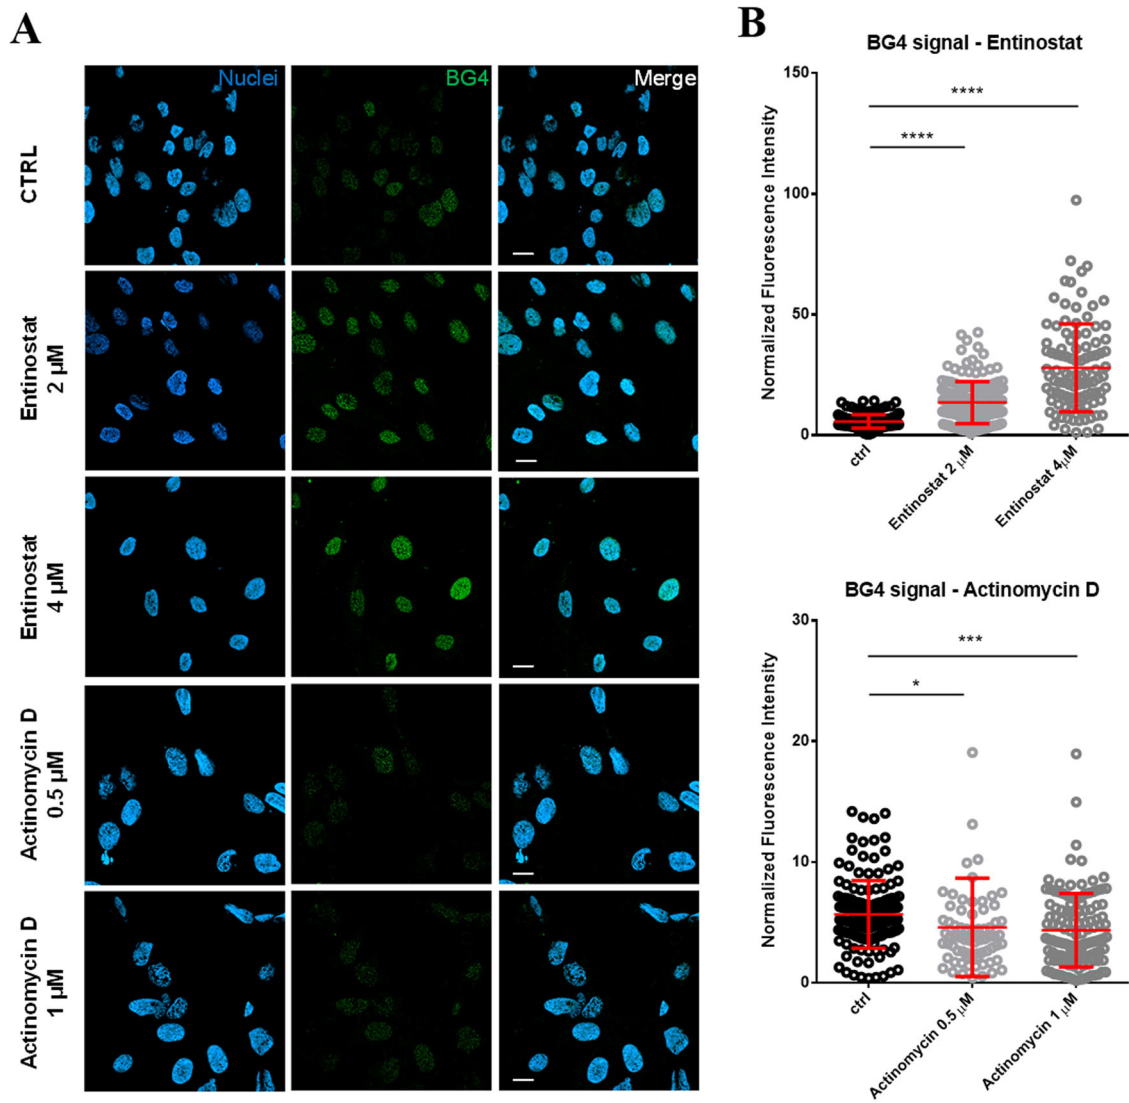 A
Nuclei
BG4
Merge
CTRL
Entinostat
2 µM
Entinostat
4 µM
Actinomycin D
0.5 µM
Actinomycin D
1 µM
B
BG4 signal - Entinostat
Normalized Fluorescence Intensity
150
100
50
0
****
****
ctrl
Entinostat 2 µM
Entinostat 4µM
BG4 signal - Actinomycin D
Normalized Fluorescence Intensity
30
20
10
0
***
*
ctrl
Actinomycin 0.5 µM
Actinomycin 1 µM